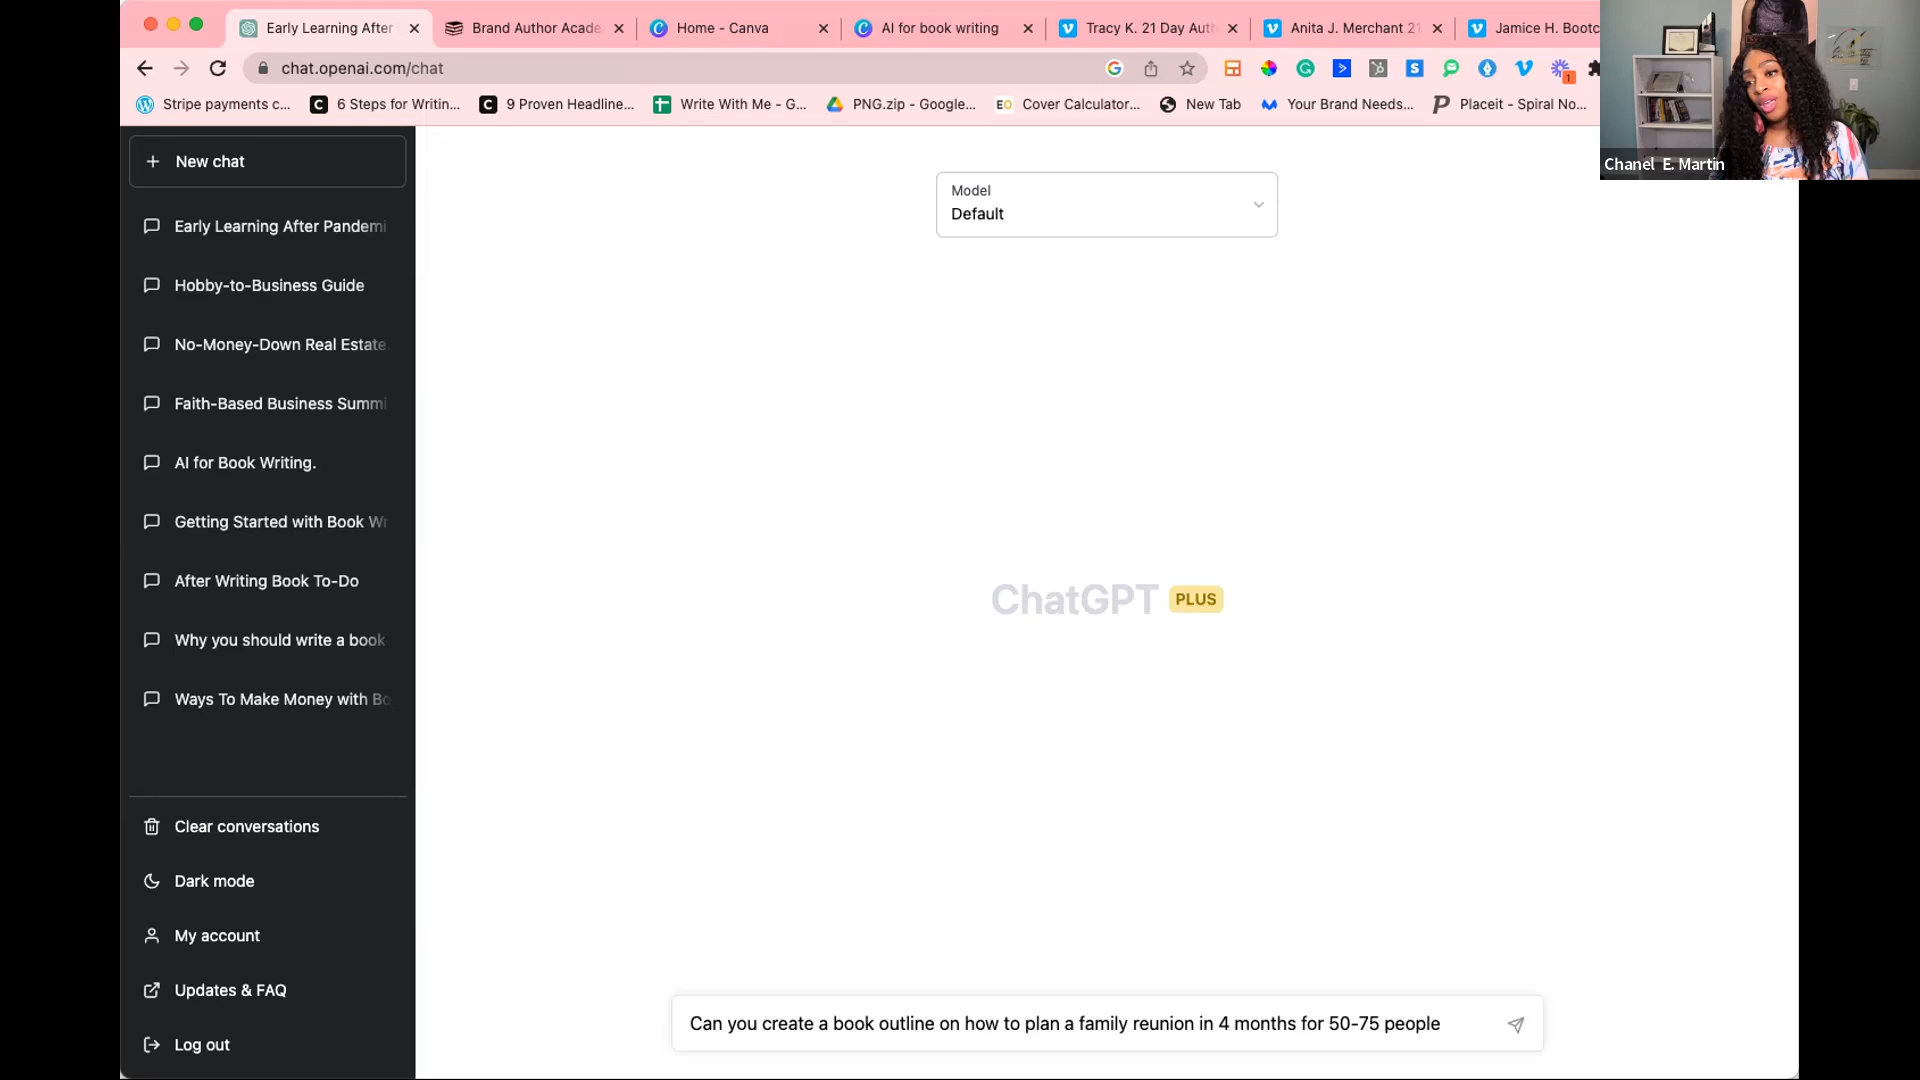 Early Learning After
Brand Author Acade
Home - Canva
AI for book writing
Tracy K. 21 Day Auth
Anita J. Merchant 21
Jamice H. Bootc
chat.openai.com/chat
Stripe payments c...
6 Steps for Writin...
9 Proven Headline...
Write With Me - G...
PNG.zip - Google...
EO Cover Calculator...
New Tab
Your Brand Needs...
Placeit - Spiral No...
Chanel E. Martin
New chat
Early Learning After Pandemi
Hobby-to-Business Guide
No-Money-Down Real Estate
Faith-Based Business Summi
AI for Book Writing.
Getting Started with Book Wr
After Writing Book To-Do
Why you should write a book
Ways To Make Money with Bo
Clear conversations
Dark mode
My account
Updates & FAQ
Log out
Model
Default
ChatGPT PLUS
Can you create a book outline on how to plan a family reunion in 4 months for 50-75 people